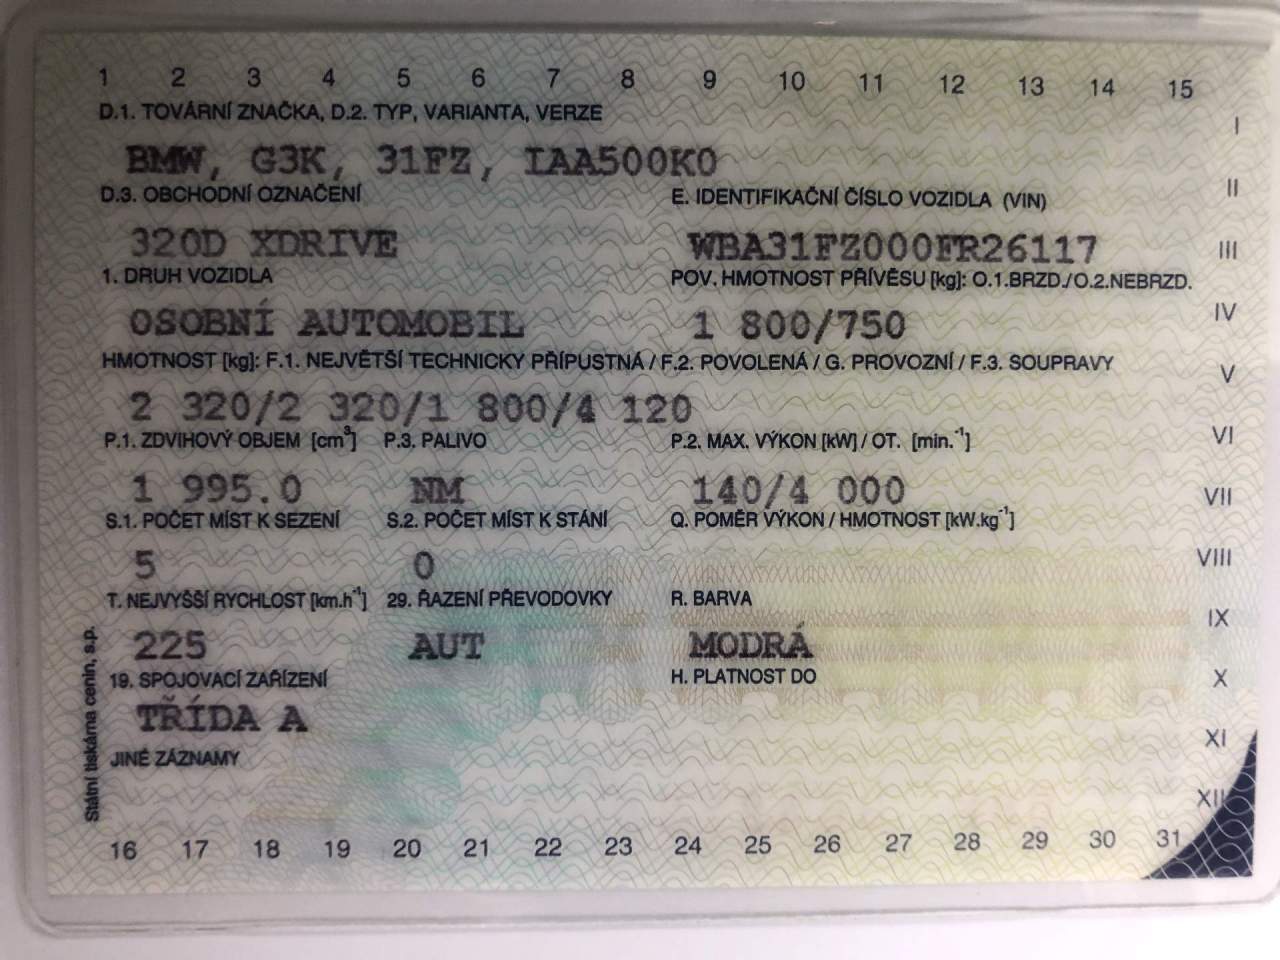 1 2 3 4 5 6 7 8 9 10 11 12 13 14 15
D.1. TOVÁRNÍ ZNAČKA, D.2. TYP, VARIANTA, VERZE
I
BMW, G3K, 31FZ, IAA500K0
D.3. OBCHODNÍ OZNAČENÍ E. IDENTIFIKAČNÍ ČÍSLO VOZIDLA (VIN)
II
320D XDRIVE WBA31FZ000FR26117
III
1. DRUH VOZIDLA POV. HMOTNOST PŘÍVĚSU [kg]: O.1.BRZD./O.2.NEBRZD.
OSOBNÍ AUTOMOBIL 1 800/750
IV
HMOTNOST [kg]: F.1. NEJVĚTŠÍ TECHNICKY PŘÍPUSTNÁ / F.2. POVOLENÁ / G. PROVOZNÍ / F.3. SOUPRAVY
V
2 320/2 320/1 800/4 120
P.1. ZDVIHOVÝ OBJEM [cm³] P.3. PALIVO P.2. MAX. VÝKON [kW] / OT. [min.⁻¹]
VI
1 995.0 NM 140/4 000
VII
S.1. POČET MÍST K SEZENÍ S.2. POČET MÍST K STÁNÍ Q. POMĚR VÝKON / HMOTNOST [kW.kg⁻¹]
5 0
VIII
T. NEJVYŠŠÍ RYCHLOST [km.h⁻¹] 29. ŘAZENÍ PŘEVODOVKY R. BARVA
IX
225 AUT MODRÁ
19. SPOJOVACÍ ZAŘÍZENÍ H. PLATNOST DO
X
TŘÍDA A
XI
JINÉ ZÁZNAMY
XII
Státní tiskárna cenin, s.p.
16 17 18 19 20 21 22 23 24 25 26 27 28 29 30 31